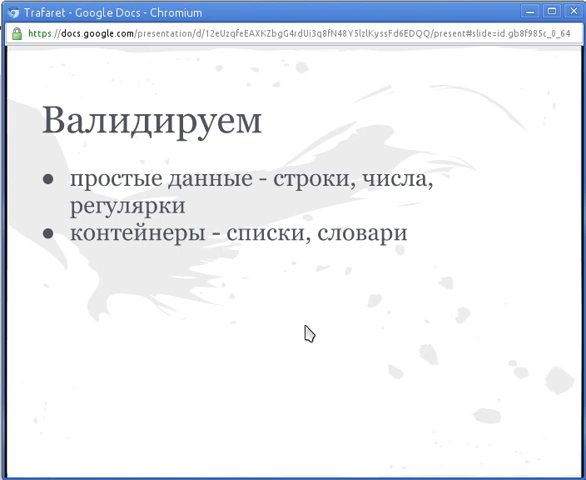 Trafaret - Google Docs - Chromium
https://docs.google.com/presentation/d/12eUzqfeEAXKZbgG4rdUi3q8fN48Y5lzlKyssFd6EDQQ/present#slide=id.gb8f985c_0_64
Валидируем
● простые данные - строки, числа,
регулярки
● контейнеры - списки, словари